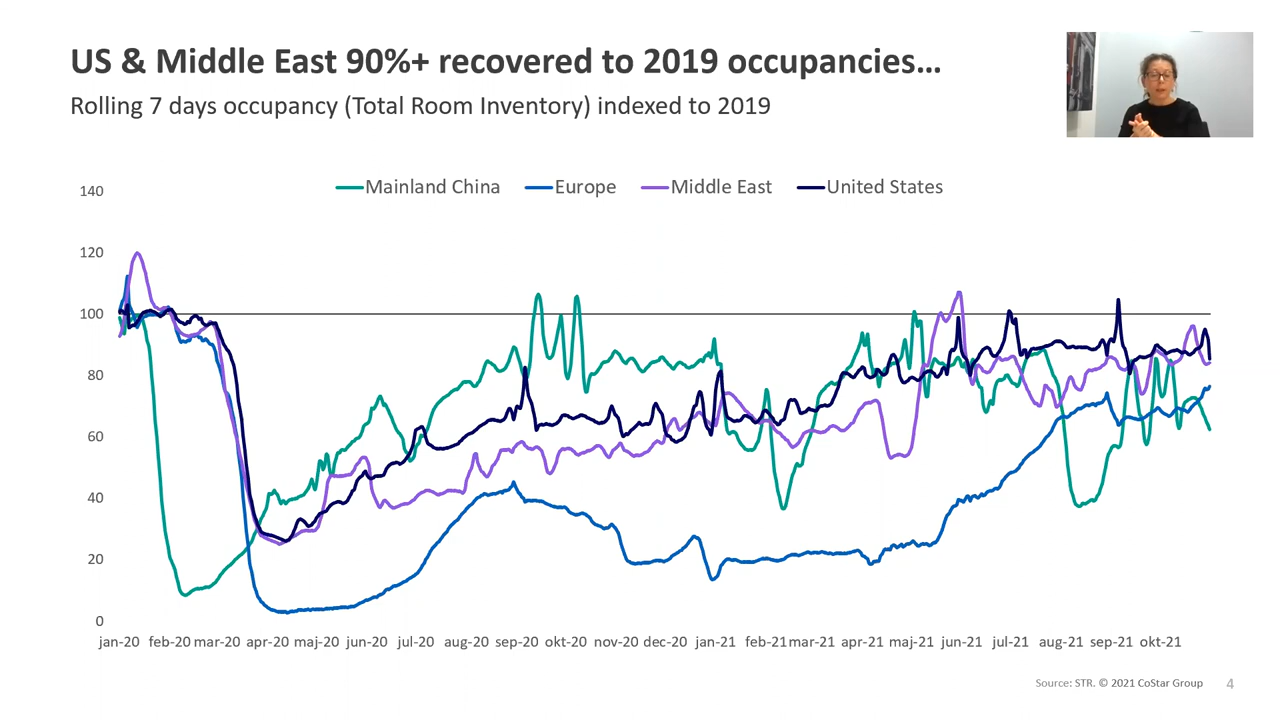 US & Middle East 90%+ recovered to 2019 occupancies…
Rolling 7 days occupancy (Total Room Inventory) indexed to 2019
Mainland China Europe Middle East United States
140
120
100
80
60
40
20
0
jan-20 feb-20 mar-20 apr-20 maj-20 jun-20 jul-20 aug-20 sep-20 okt-20 nov-20 dec-20 jan-21 feb-21 mar-21 apr-21 maj-21 jun-21 jul-21 aug-21 sep-21 okt-21
Source: STR. © 2021 CoStar Group 4